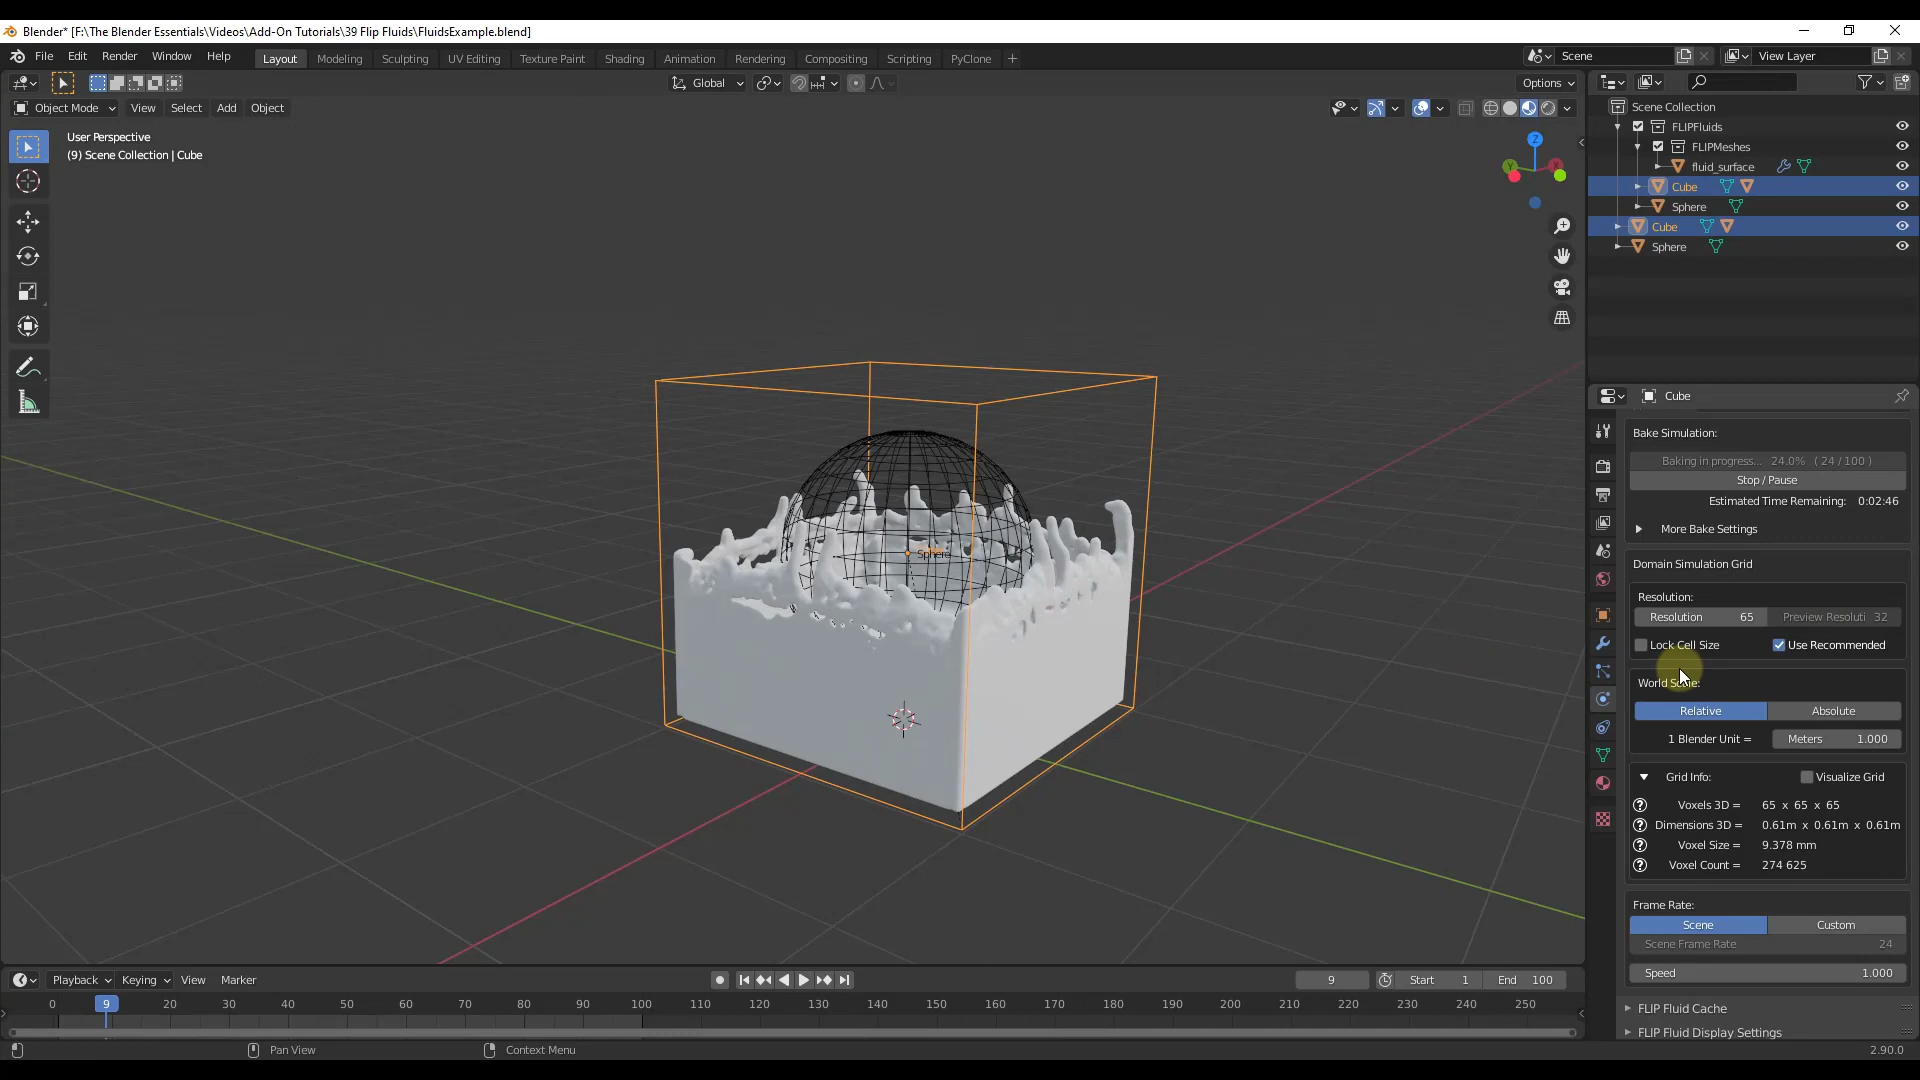 Blender* [F:\The Blender Essentials\Videos\Add-On Tutorials\39 Flip Fluids\FluidsExample.blend]
File Edit Render Window Help Layout Modeling Sculpting UV Editing Texture Paint Shading Animation Rendering Compositing Scripting PyClone + Scene View Layer
Global Options
Object Mode View Select Add Object
User Perspective
(9) Scene Collection | Cube
Z
Y
X
Sphere
Scene Collection
FLIPFluids
FLIPMeshes
fluid_surface
Cube
Sphere
Cube
Sphere
Cube
Bake Simulation:
Baking in progress... 24.0% ( 24 / 100 )
Stop / Pause
Estimated Time Remaining: 0:02:46
More Bake Settings
Domain Simulation Grid
Resolution:
Resolution 65 Preview Resoluti 32
Lock Cell Size Use Recommended
World Scale:
Relative Absolute
1 Blender Unit = Meters 1.000
Grid Info: Visualize Grid
Voxels 3D = 65 x 65 x 65
Dimensions 3D = 0.61m x 0.61m x 0.61m
Voxel Size = 9.378 mm
Voxel Count = 274 625
Frame Rate:
Scene Custom
Scene Frame Rate 24
Speed 1.000
FLIP Fluid Cache
FLIP Fluid Display Settings
Playback Keying View Marker 9 Start 1 End 100
0 9 20 30 40 50 60 70 80 90 100 110 120 130 140 150 160 170 180 190 200 210 220 230 240 250
Pan View Context Menu 2.90.0